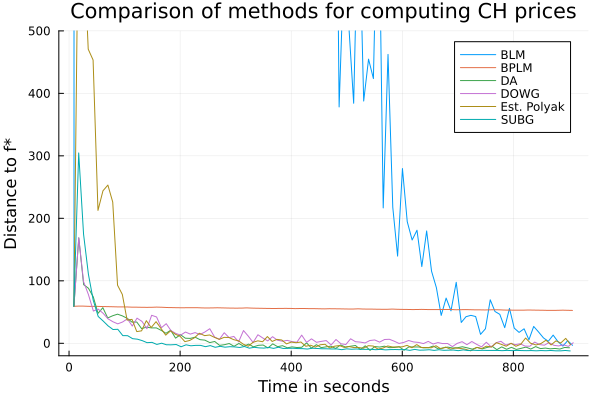 Comparison of methods for computing CH prices
500
400
300
200
100
0
Distance to f*
BLM
BPLM
DA
DOWG
Est. Polyak
SUBG
0
200
400
600
800
Time in seconds